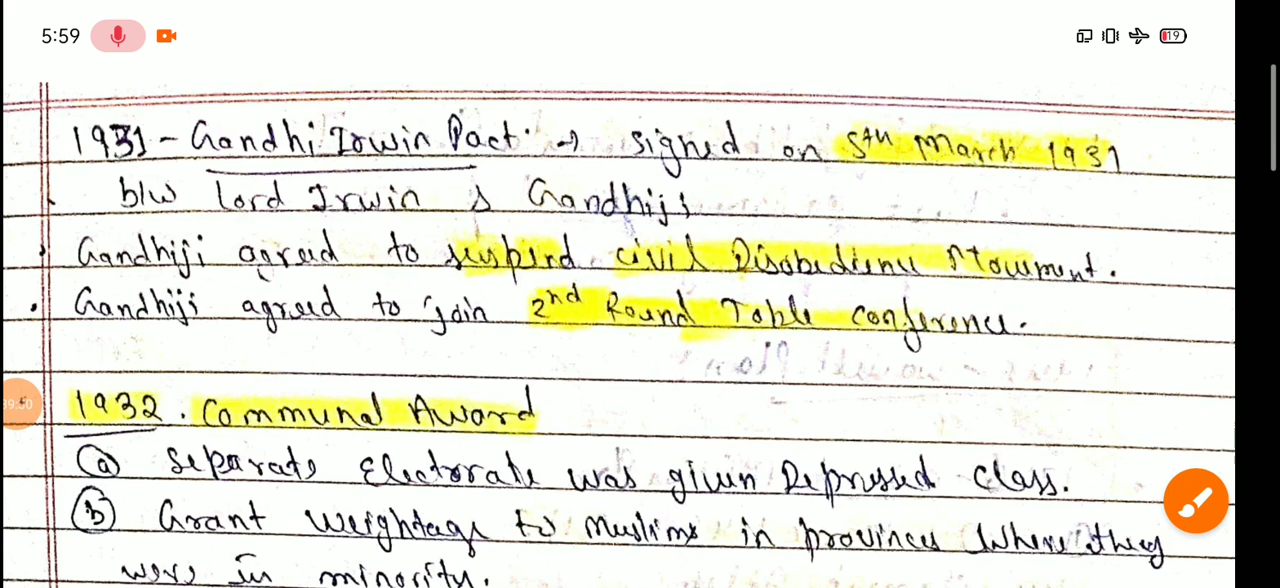 5:59
19
1931 - Gandhi Irwin Pact → signed on 5th March 1931
b/w Lord Irwin & Gandhiji
Gandhiji agreed to suspend civil Disobedience Movement.
Gandhiji agreed to join 2nd Round Table conference.
1932. Communal Award
(a) Separate Electorate was given Depressed class.
(b) Grant weightage to Muslims in provinces where they
were in minority.